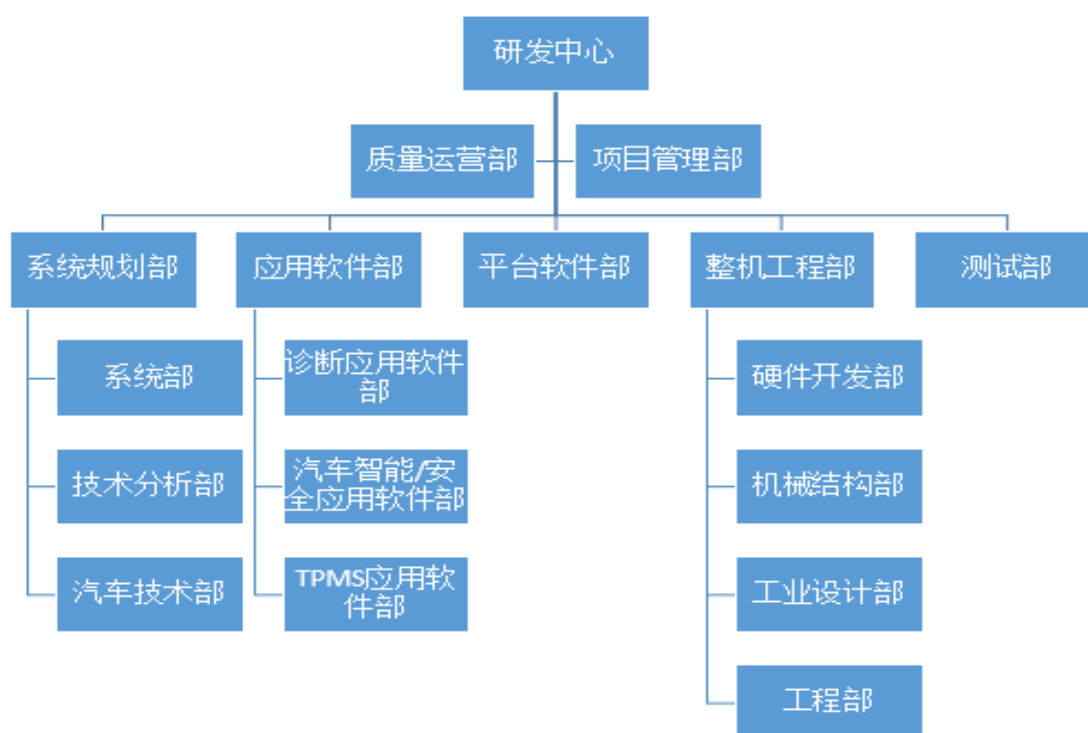 研发中心
质量运营部
项目管理部
系统规划部
应用软件部
平台软件部
整机工程部
测试部
系统部
诊断应用软件
部
硬件开发部
技术分析部
汽车智能/安
全应用软件部
机械结构部
汽车技术部
TPMS应用软
件部
工业设计部
工程部